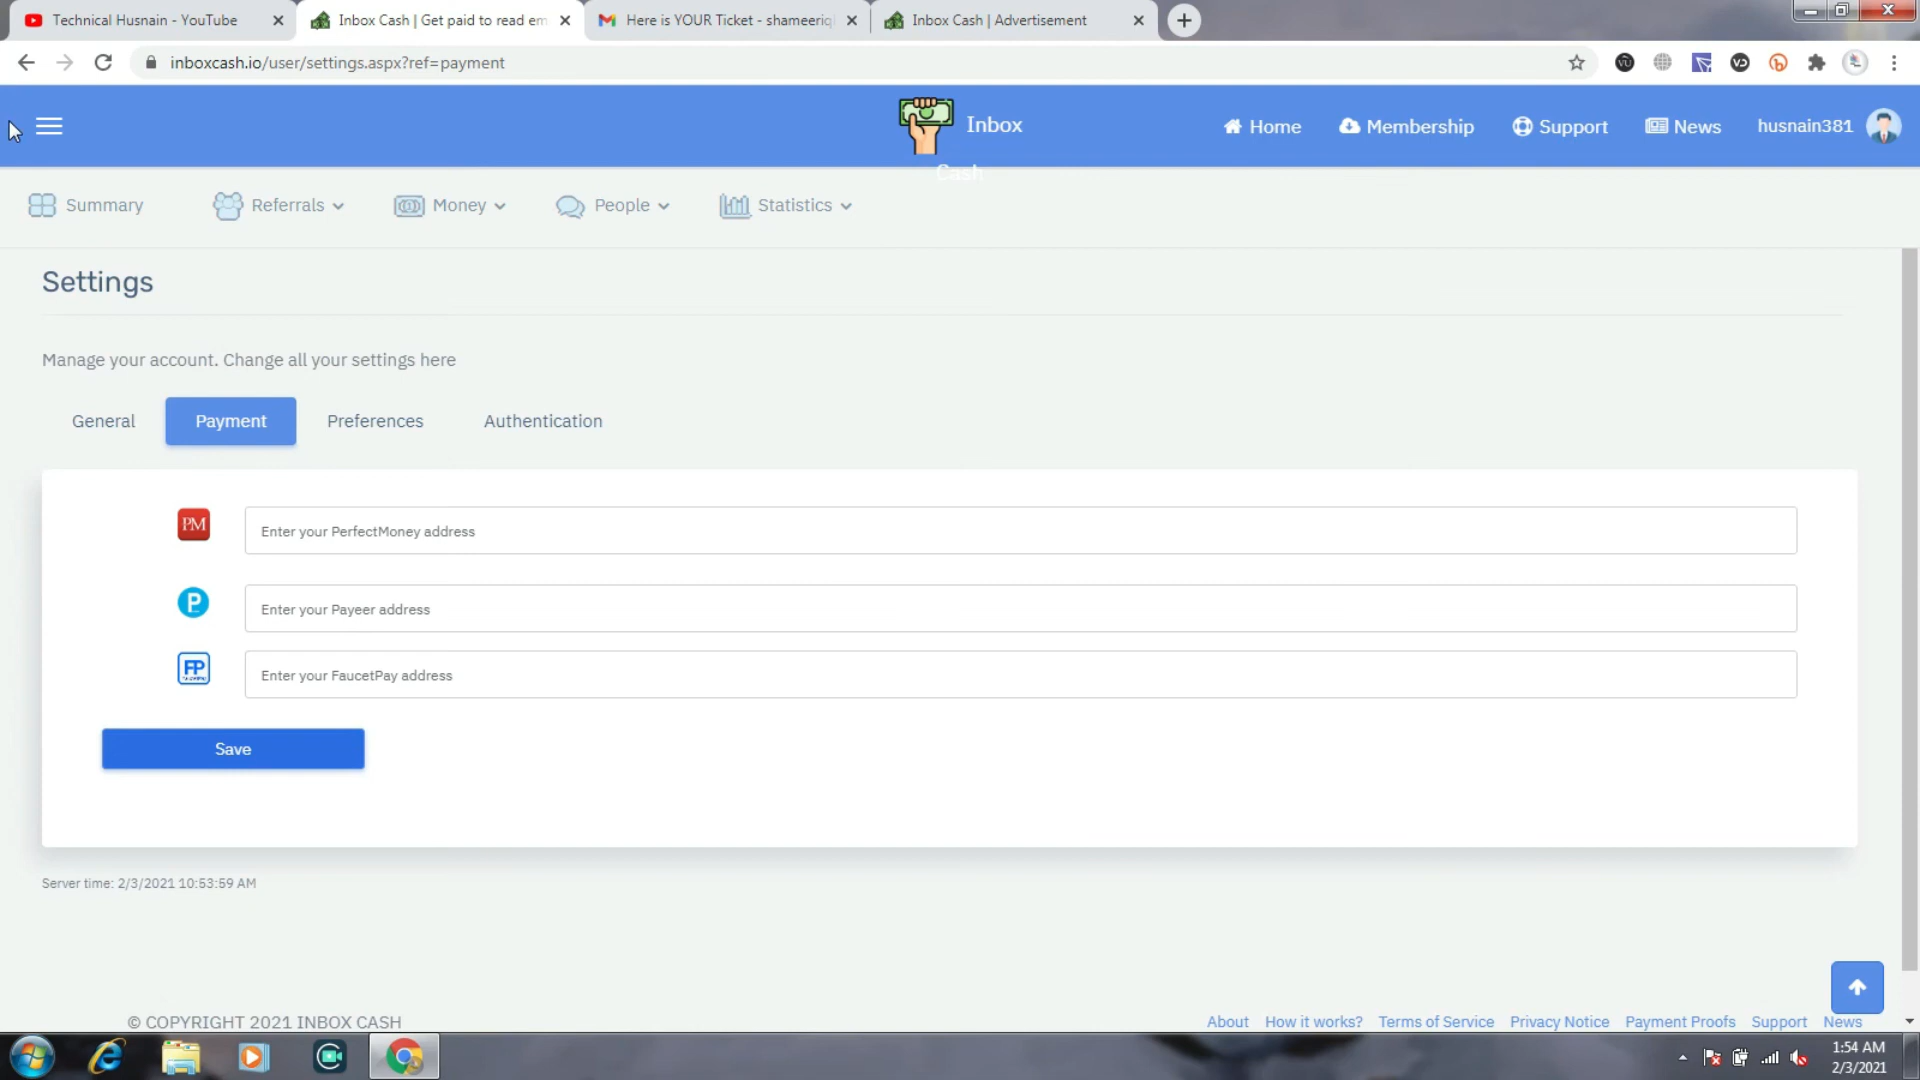 Technical Husnain - YouTube
Inbox Cash | Get paid to read em
Here is YOUR Ticket - shameeriq
Inbox Cash | Advertisement
inboxcash.io/user/settings.aspx?ref=payment
Inbox
Cash
Home
Membership
Support
News
husnain381
Summary
Referrals
Money
People
Statistics
Settings
Manage your account. Change all your settings here
General
Payment
Preferences
Authentication
PM
Enter your PerfectMoney address
P
Enter your Payeer address
FP
Enter your FaucetPay address
Save
Server time: 2/3/2021 10:53:59 AM
© COPYRIGHT 2021 INBOX CASH
About
How it works?
Terms of Service
Privacy Notice
Payment Proofs
Support
News
1:54 AM
2/3/2021